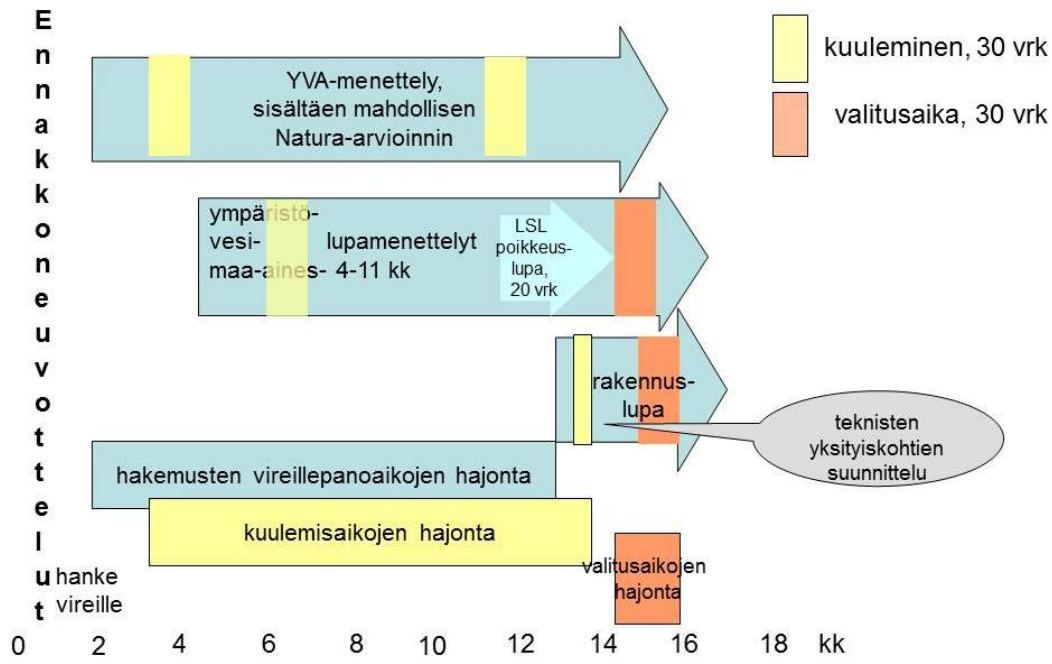 Ennakkoneuvottelut
kuuleminen, 30 vrk
valitusaika, 30 vrk
YVA-menettely,
sisältäen mahdollisen
Natura-arvioinnin
ympäristö-
vesi- lupamenettelyt
maa-aines- 4-11 kk
LSL
poikkeus-
lupa,
20 vrk
rakennus-
lupa
teknisten
yksityiskohtien
suunnittelu
hakemusten vireillepanoaikojen hajonta
kuulemisaikojen hajonta
valitusaikojen
hajonta
hanke
vireille
0 2 4 6 8 10 12 14 16 18 kk